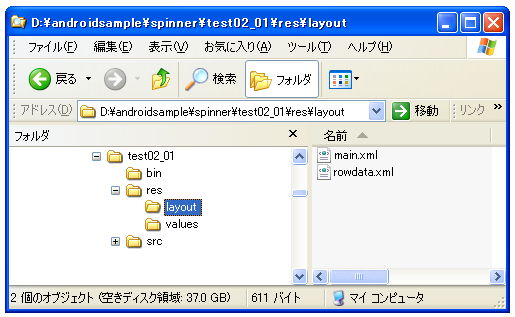 D:¥androidsample¥spinner¥test02_01¥res¥layout
ファイル(F) 編集(E) 表示(V) お気に入り(A) ツール(T) ヘルプ(H)
戻る 検索 フォルダ
アドレス(D) D:¥androidsample¥spinner¥test02_01¥res¥layout 移動 リンク »
フォルダ × 名前
test02_01 main.xml
bin rowdata.xml
res
layout
values
src
2 個のオブジェクト (空きディスク領域: 37.0 GB) 611 バイト マイ コンピュータ